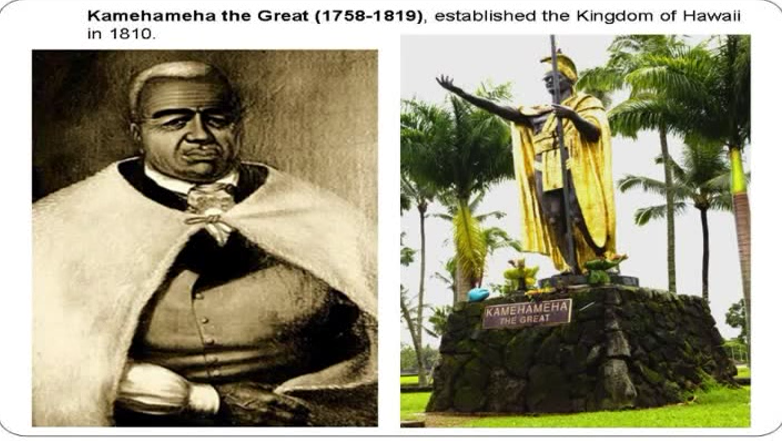 Kamehameha the Great (1758-1819), established the Kingdom of Hawaii
in 1810.
KAMEHAMEHA
THE GREAT